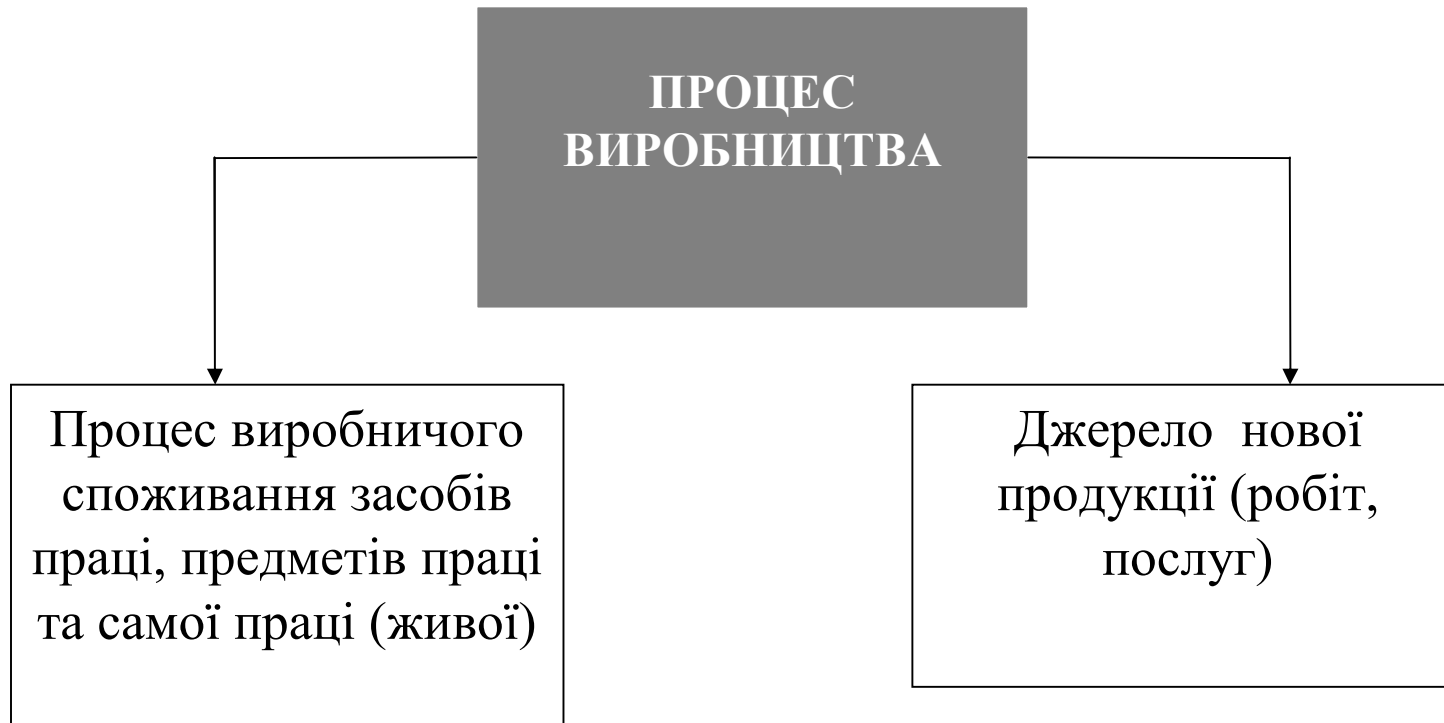 ПРОЦЕС
ВИРОБНИЦТВА
Процес виробничого
споживання засобів
праці, предметів праці
та самої праці (живої)
Джерело нової
продукції (робіт,
послуг)